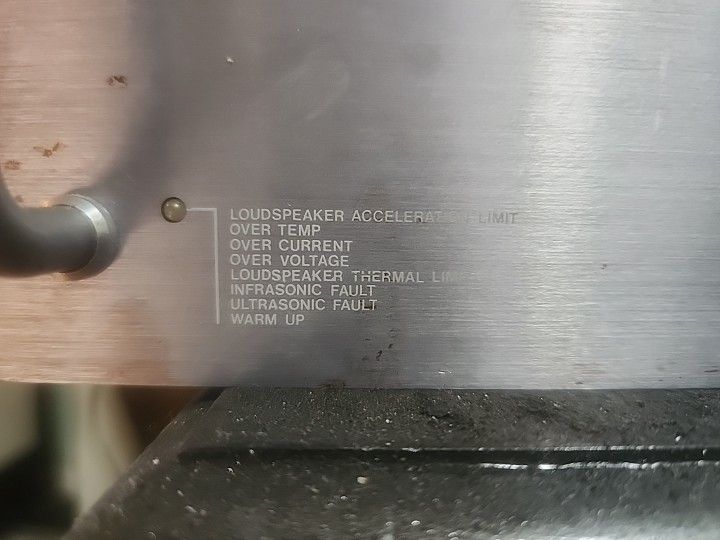 LOUDSPEAKER ACCELERATION LIMIT
OVER TEMP
OVER CURRENT
OVER VOLTAGE
LOUDSPEAKER THERMAL LIMIT
INFRASONIC FAULT
ULTRASONIC FAULT
WARM UP